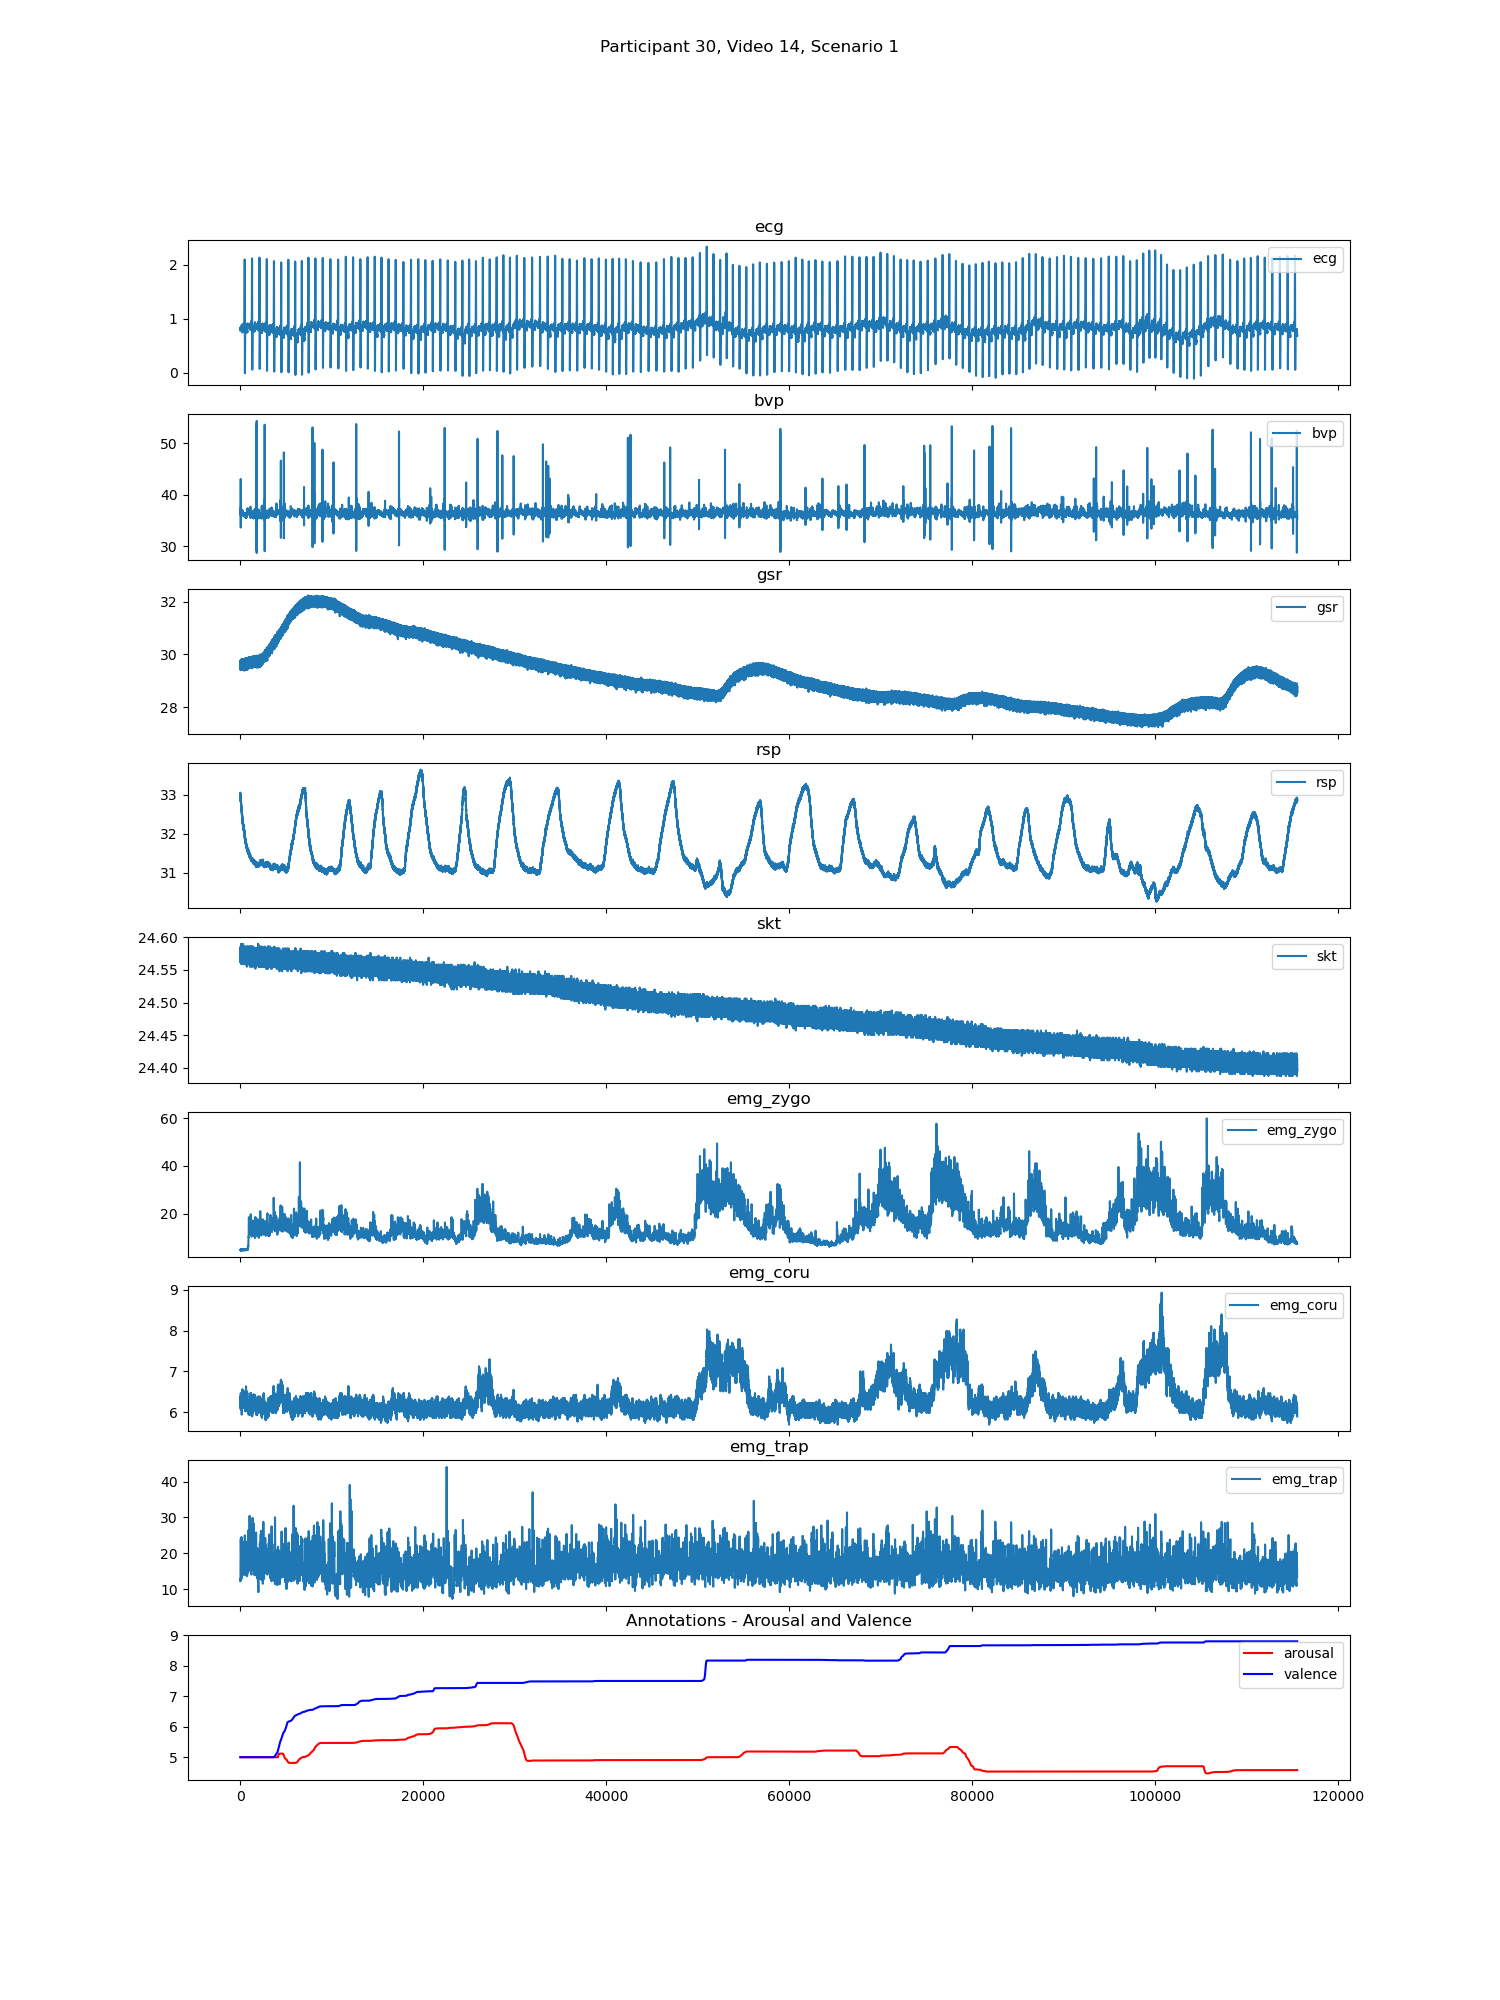 Participant 30, Video 14, Scenario 1
ecg
2
1
0
ecg
bvp
50
40
30
bvp
gsr
32
30
28
gsr
rsp
33
32
31
rsp
skt
24.60
24.55
24.50
24.45
24.40
skt
emg_zygo
60
40
20
emg_zygo
emg_coru
9
8
7
6
emg_coru
emg_trap
40
30
20
10
emg_trap
Annotations - Arousal and Valence
9
8
7
6
5
arousal
valence
0 20000 40000 60000 80000 100000 120000